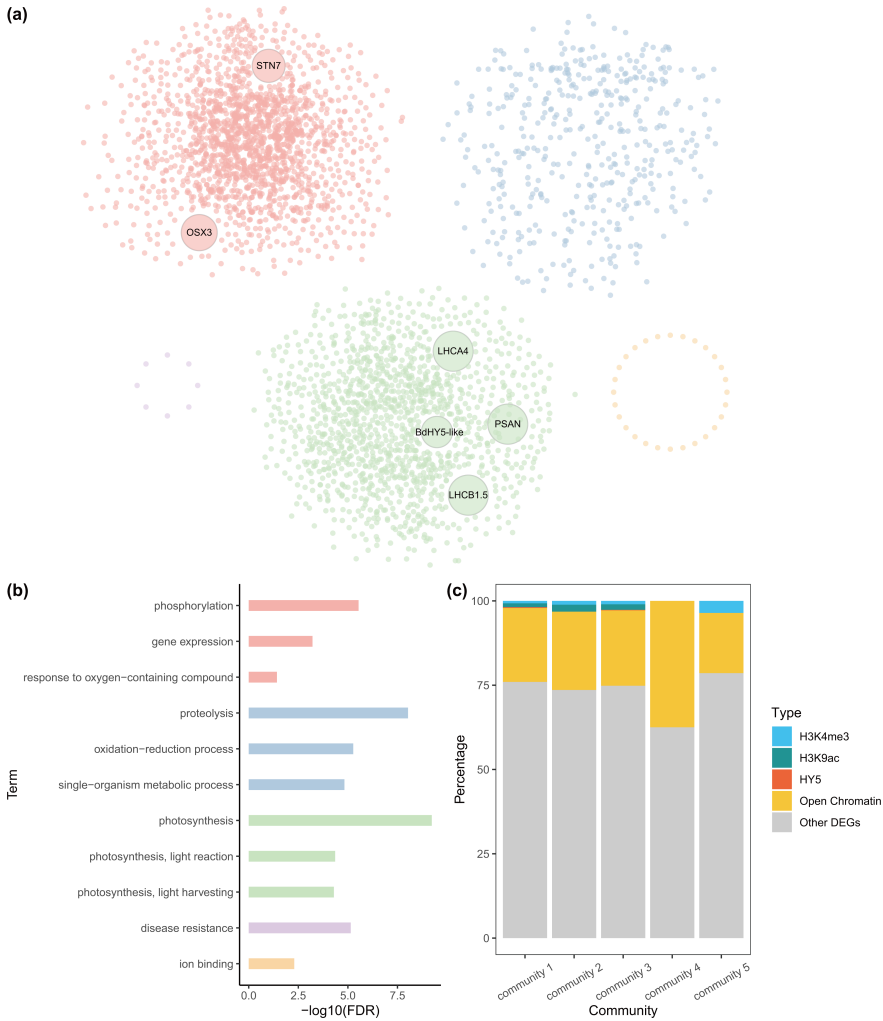 (a)
STN7
OSX3
LHCA4
PSAN
BdHY5-like
LHCB1.5
(b)
phosphorylation
gene expression
response to oxygen−containing compound
proteolysis
oxidation−reduction process
single−organism metabolic process
photosynthesis
photosynthesis, light reaction
photosynthesis, light harvesting
disease resistance
ion binding
Term
0.0 2.5 5.0 7.5
−log10(FDR)
(c)
100
75
50
25
0
Percentage
community 1 community 2 community 3 community 4 community 5
Community
Type
H3K4me3
H3K9ac
HY5
Open Chromatin
Other DEGs